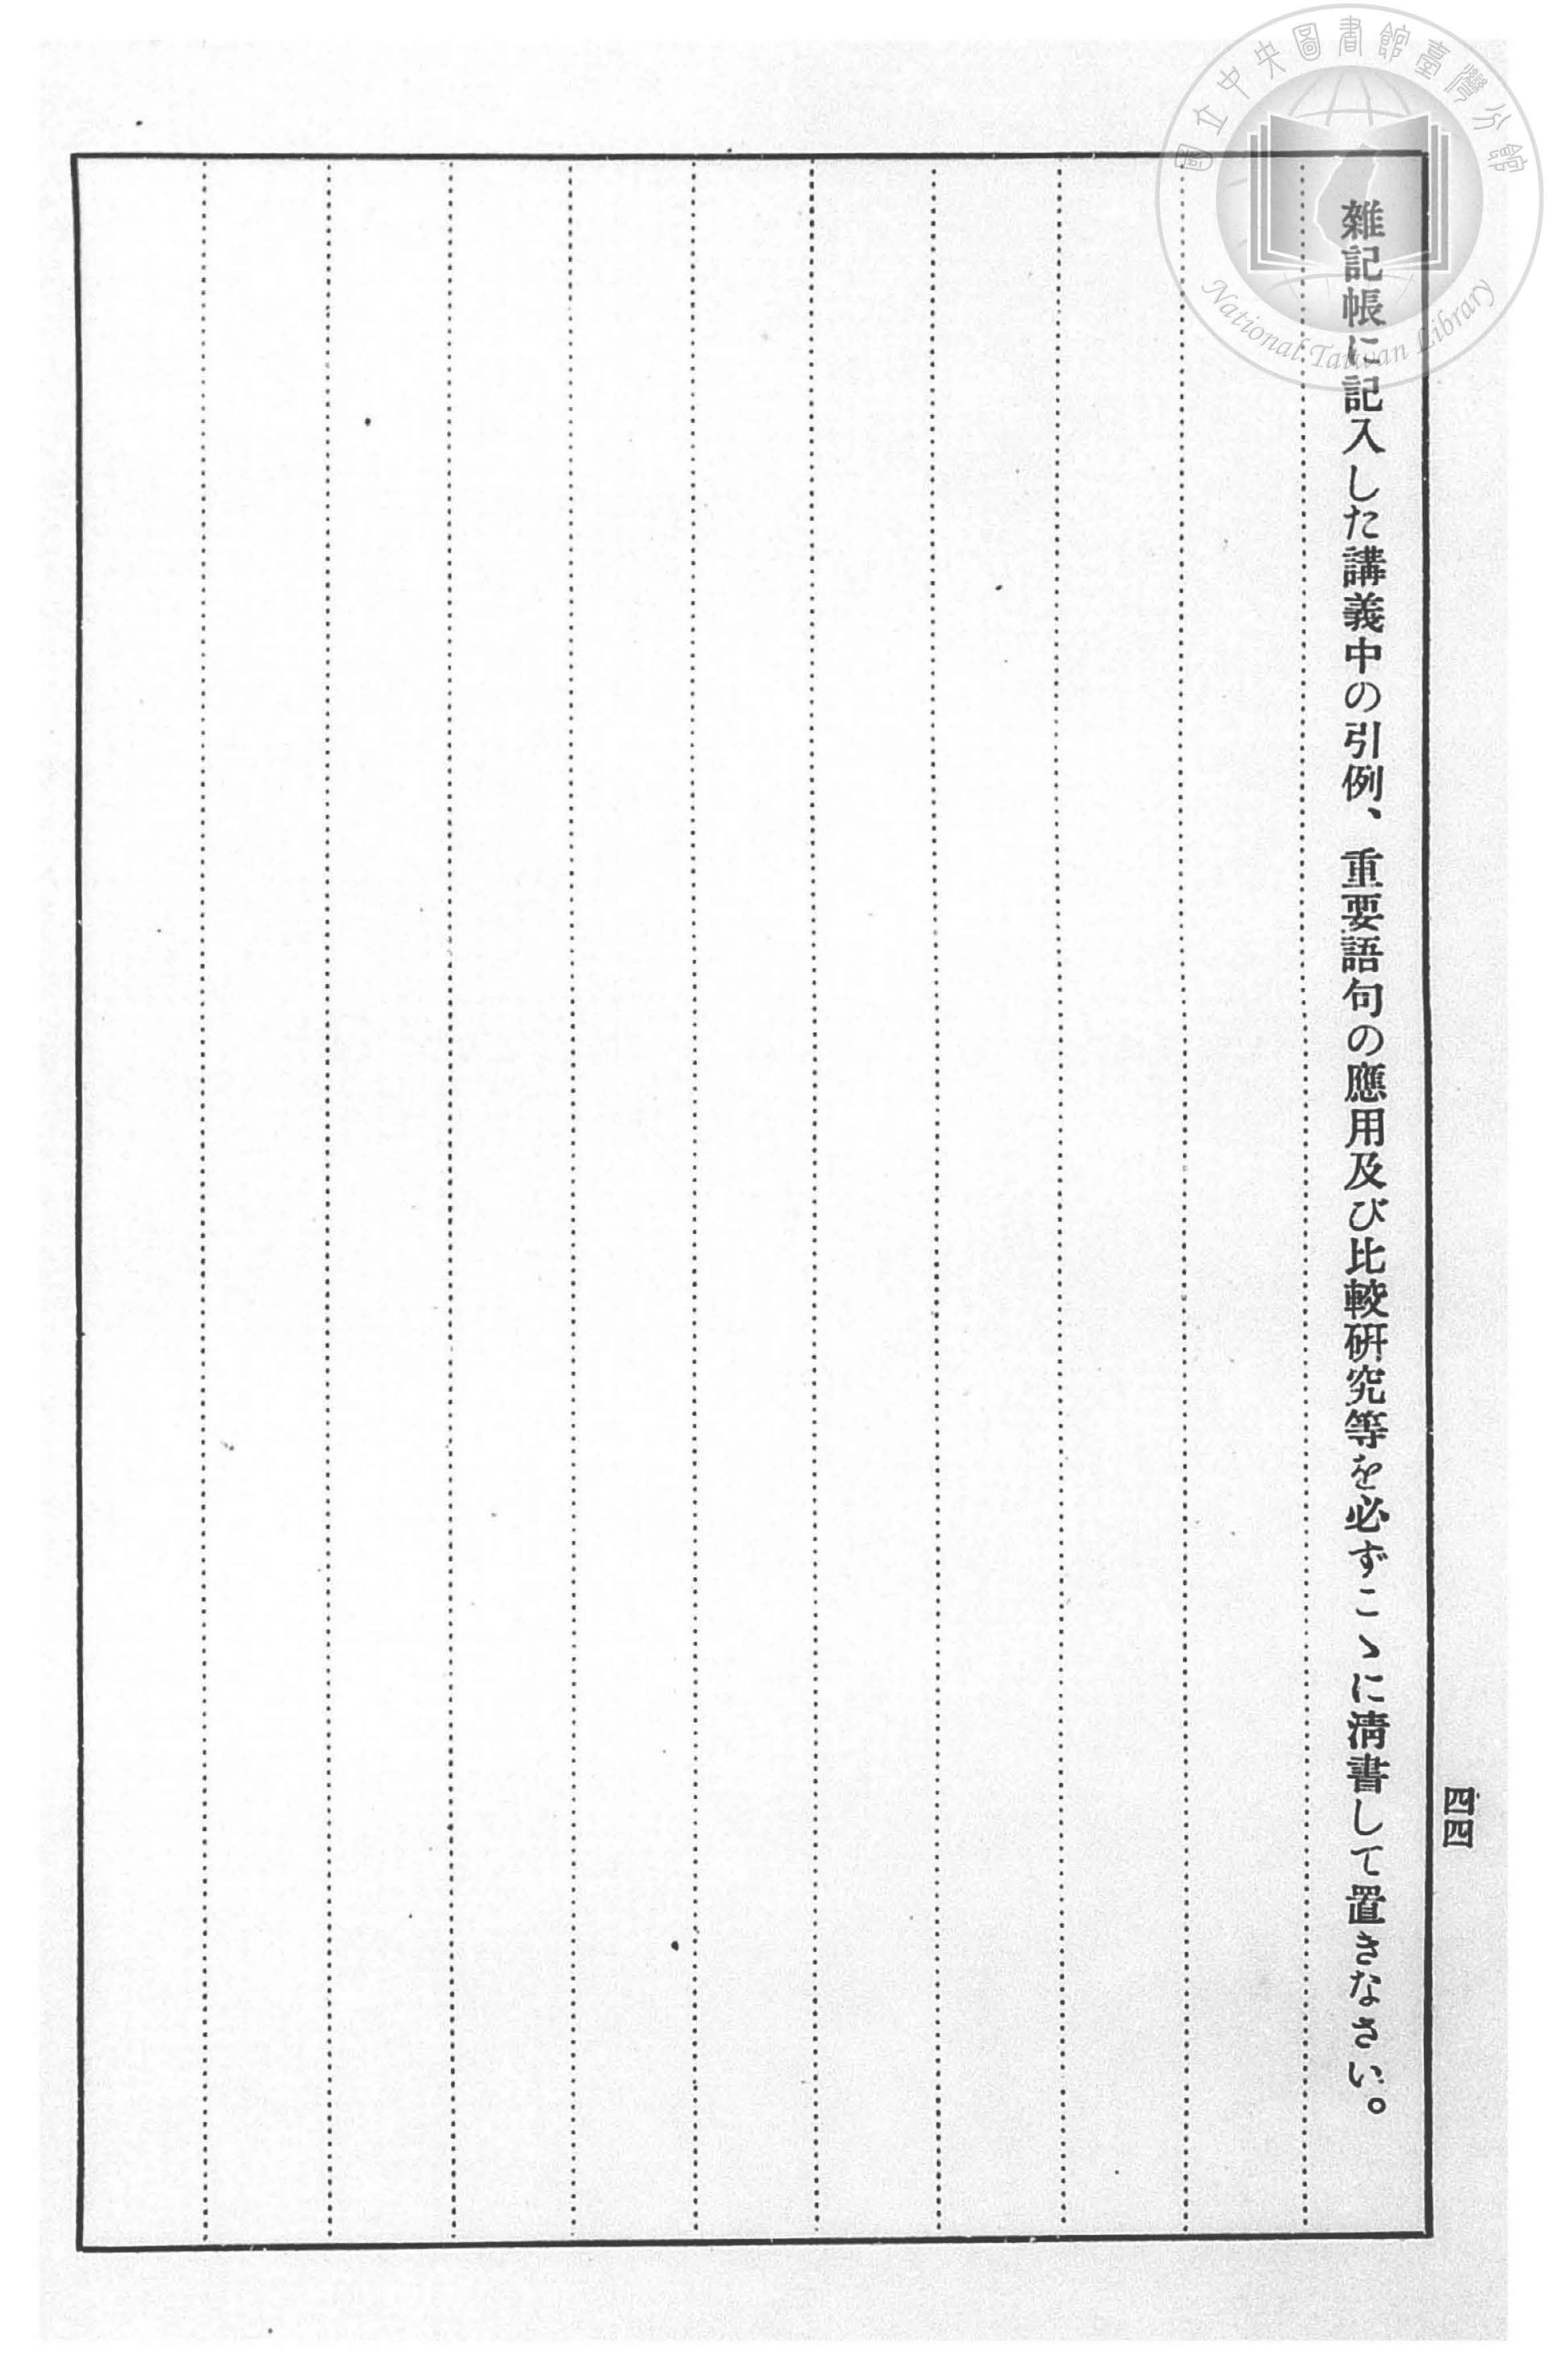 雜記帳に記入した講義中の引例、重要語句の應用及び比較硏究等を必ずこゝに淸書して置きなさい。
四四
國立中央圖書館臺灣分館
National Taiwan Library